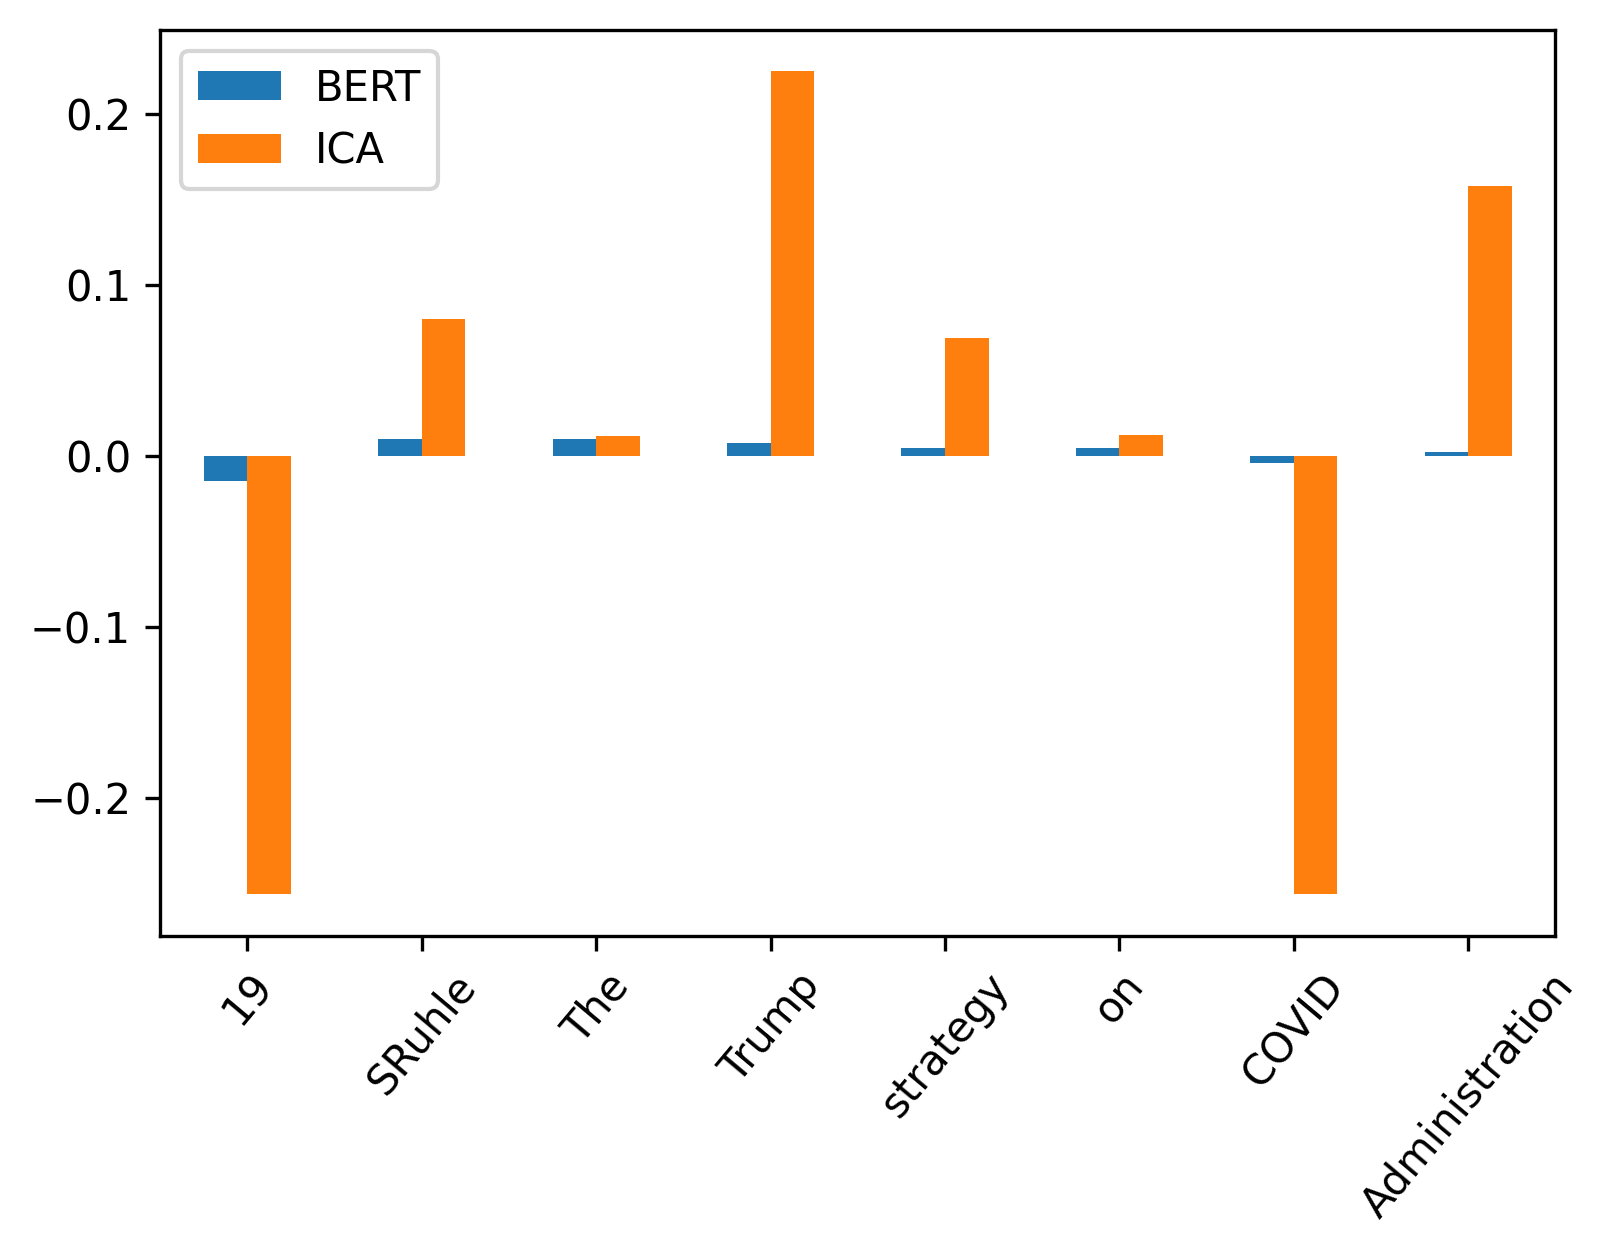 BERT
ICA
0.2
0.1
0.0
−0.1
−0.2
19
SRuhle
The
Trump
strategy
on
COVID
Administration